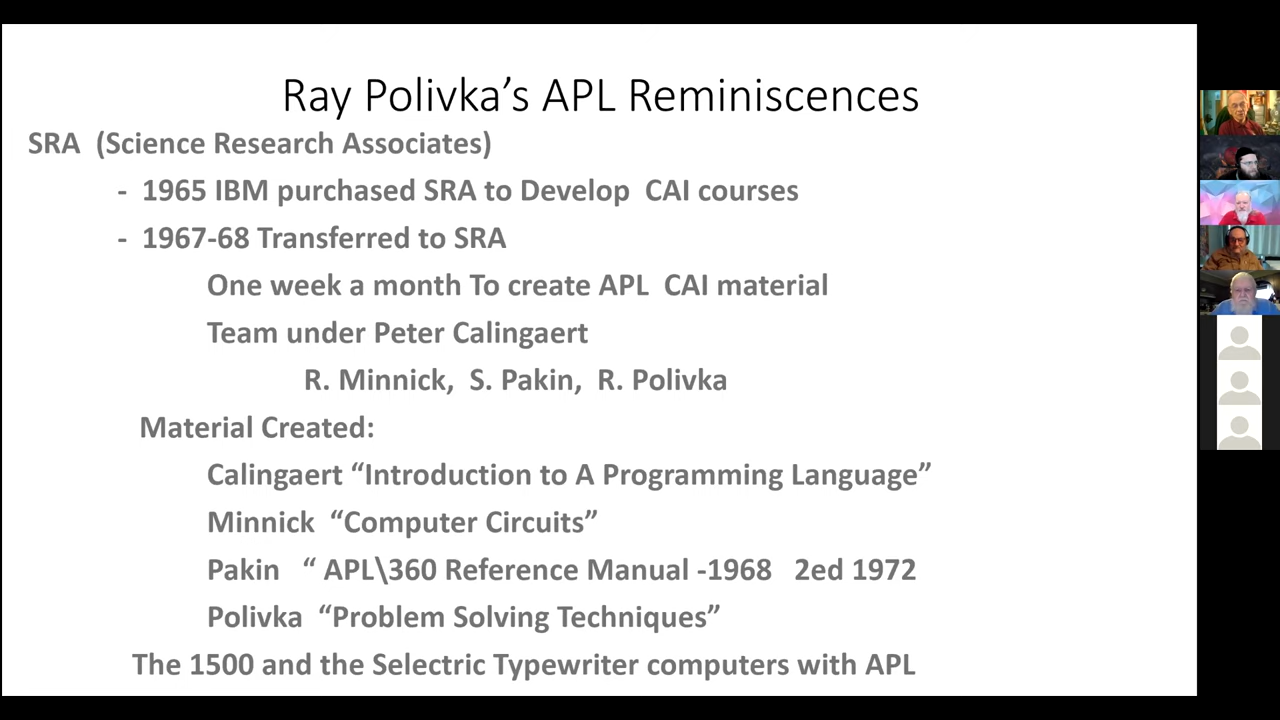 Ray Polivka’s APL Reminiscences
SRA (Science Research Associates)
- 1965 IBM purchased SRA to Develop CAI courses
- 1967-68 Transferred to SRA
One week a month To create APL CAI material
Team under Peter Calingaert
R. Minnick, S. Pakin, R. Polivka
Material Created:
Calingaert “Introduction to A Programming Language”
Minnick “Computer Circuits”
Pakin “ APL\360 Reference Manual -1968 2ed 1972
Polivka “Problem Solving Techniques”
The 1500 and the Selectric Typewriter computers with APL